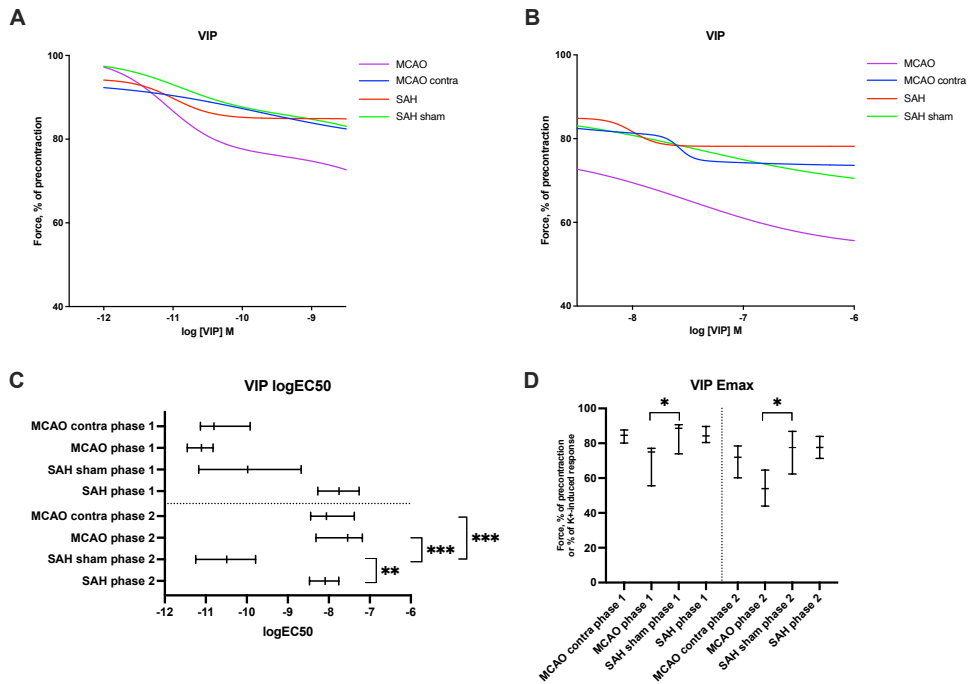 A
VIP
100
80
60
40
Force, % of precontraction
-12
-11
-10
-9
log [VIP] M
MCAO
MCAO contra
SAH
SAH sham
B
VIP
100
80
60
40
Force, % of precontraction
-8
-7
-6
log [VIP] M
MCAO
MCAO contra
SAH
SAH sham
C
VIP logEC50
MCAO contra phase 1
MCAO phase 1
SAH sham phase 1
SAH phase 1
MCAO contra phase 2
MCAO phase 2
SAH sham phase 2
SAH phase 2
**
***
***
-12
-11
-10
-9
-8
-7
-6
logEC50
D
VIP Emax
100
80
60
40
20
0
Force, % of precontraction
or % of K+-induced response
*
*
MCAO contra phase 1
MCAO phase 1
SAH sham phase 1
SAH phase 1
MCAO contra phase 2
MCAO phase 2
SAH sham phase 2
SAH phase 2